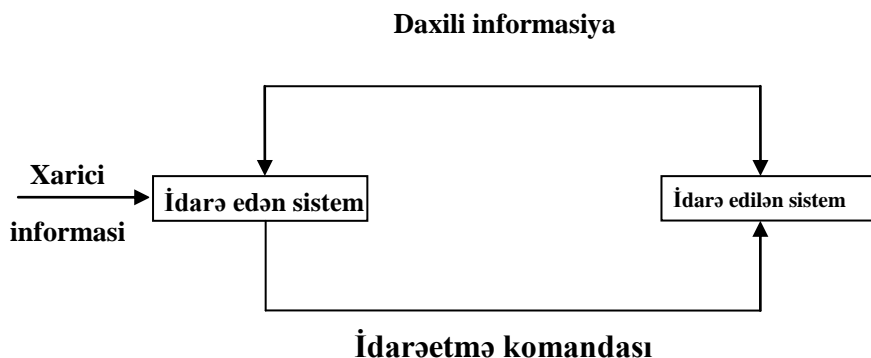 Daxili informasiya
Xarici
informasi
İdarə edən sistem
İdarə edilən sistem
İdarəetmə komandası